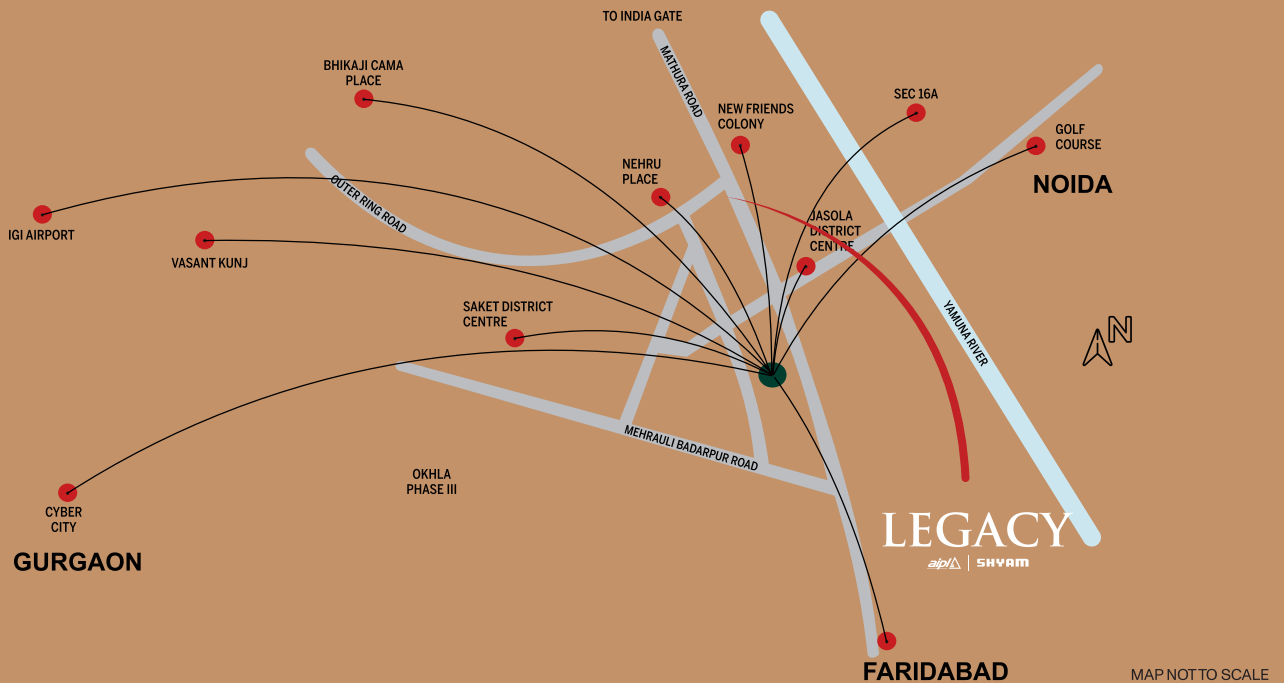 TO INDIA GATE
BHIKAJI CAMA
PLACE
MATHURA ROAD
SEC 16A
NEW FRIENDS
COLONY
GOLF
COURSE
NOIDA
NEHRU
PLACE
OUTER RING ROAD
IGI AIRPORT
VASANT KUNJ
JASOLA
DISTRICT
CENTRE
SAKET DISTRICT
CENTRE
YAMUNA RIVER
N
MEHRAULI BADARPUR ROAD
OKHLA
PHASE III
CYBER
CITY
GURGAON
LEGACY
aipl SHYAM
FARIDABAD
MAP NOT TO SCALE